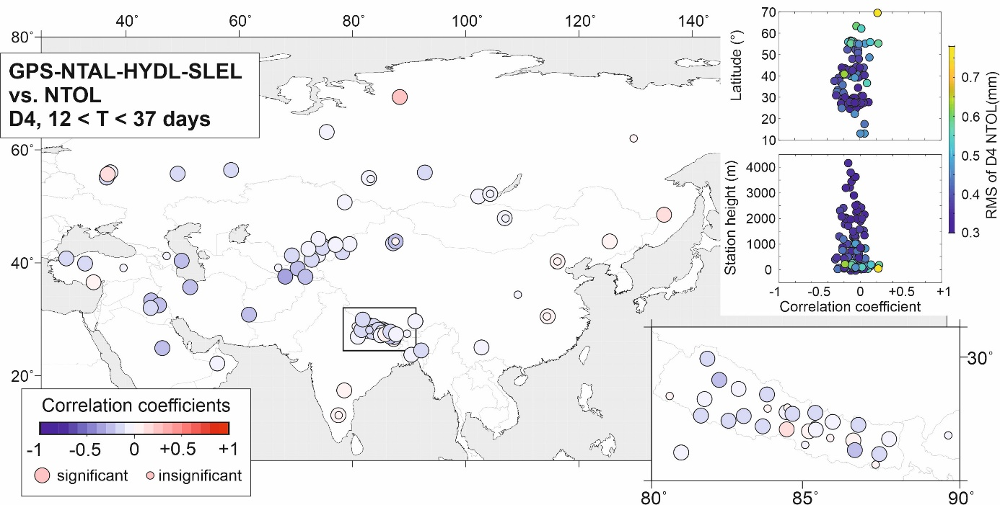 40° 60° 80° 100° 120° 140°
80°
60°
40°
20°
GPS-NTAL-HYDL-SLEL
vs. NTOL
D4, 12 < T < 37 days
Correlation coefficients
-1 -0.5 0 +0.5 +1
significant insignificant
Latitude (°)
70
60
50
40
30
20
10
Station height (m)
4000
3000
2000
1000
0
-1 -0.5 0 +0.5 +1
Correlation coefficient
0.7
0.6
0.5
0.4
0.3
RMS of D4 NTOL(mm)
30°
80° 85° 90°